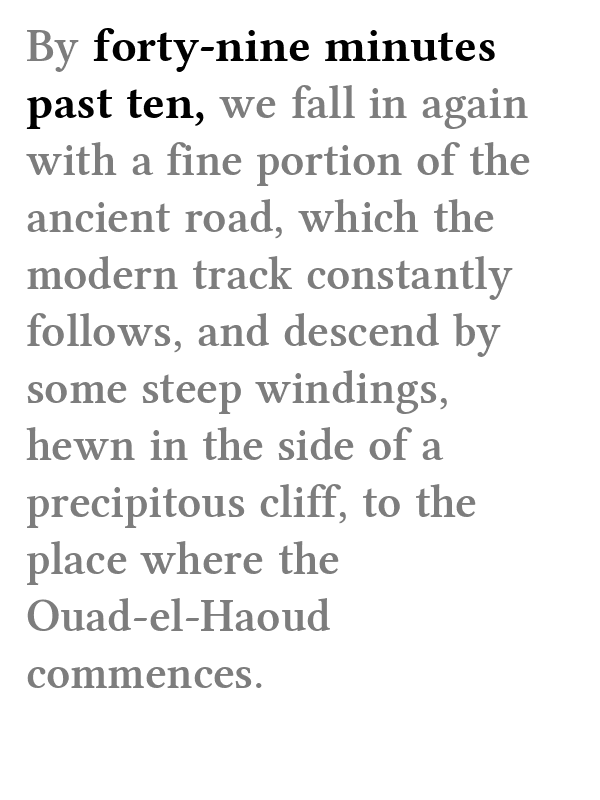 By forty-nine minutes
past ten, we fall in again
with a fine portion of the
ancient road, which the
modern track constantly
follows, and descend by
some steep windings,
hewn in the side of a
precipitous cliff, to the
place where the
Ouad-el-Haoud
commences.